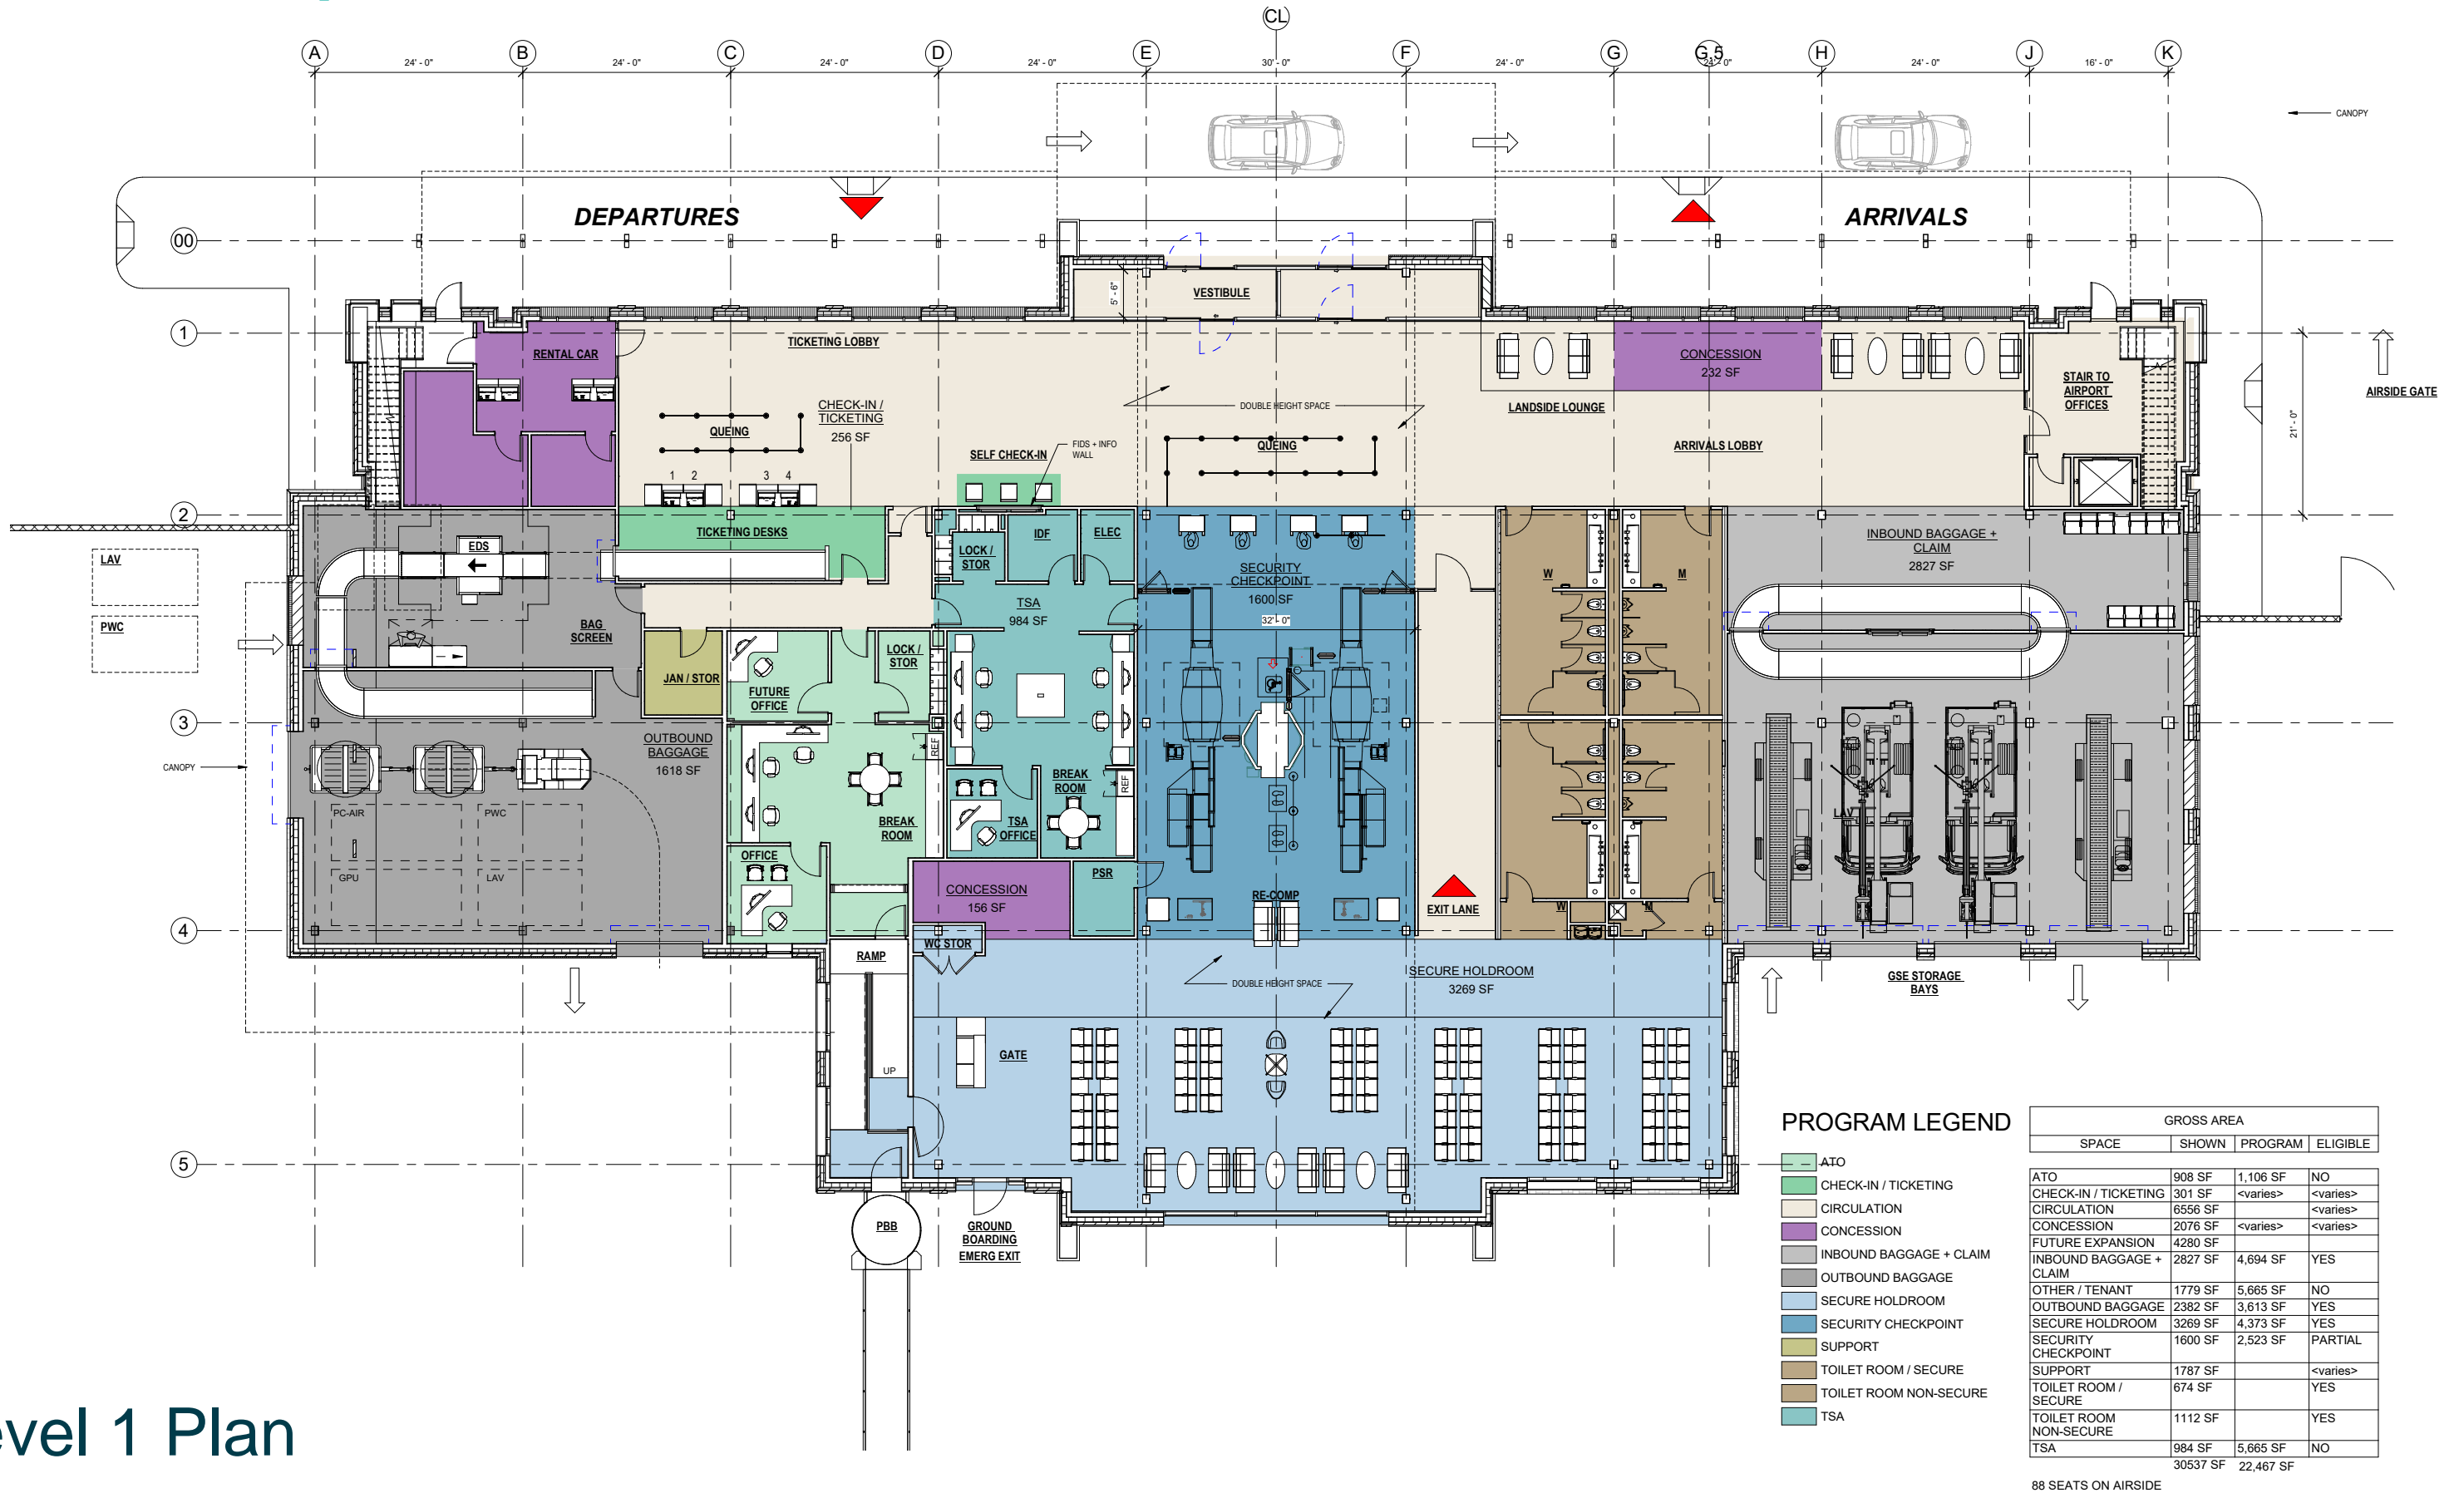 A
B
C
D
E
CL
F
G
G.5
H
J
K
24' - 0"
24' - 0"
24' - 0"
24' - 0"
30' - 0"
24' - 0"
24' - 0"
24' - 0"
16' - 0"
CANOPY
DEPARTURES
ARRIVALS
00
1
2
3
4
5
5' - 6"
VESTIBULE
TICKETING LOBBY
RENTAL CAR
CONCESSION
232 SF
STAIR TO
AIRPORT
OFFICES
AIRSIDE GATE
21' - 0"
CHECK-IN /
TICKETING
256 SF
DOUBLE HEIGHT SPACE
LANDSIDE LOUNGE
QUEING
QUEING
ARRIVALS LOBBY
FIDS + INFO
WALL
SELF CHECK-IN
1 2 3 4
TICKETING DESKS
EDS
LOCK /
STOR
IDF
ELEC
INBOUND BAGGAGE +
CLAIM
2827 SF
LAV
PWC
SECURITY
CHECKPOINT
1600 SF
32' - 0"
W
M
TSA
984 SF
BAG
SCREEN
JAN / STOR
FUTURE
OFFICE
LOCK /
STOR
OUTBOUND
BAGGAGE
1618 SF
CANOPY
REF
REF
BREAK
ROOM
BREAK
ROOM
TSA
OFFICE
PC-AIR
PWC
GPU
LAV
LAV
OFFICE
PSR
CONCESSION
156 SF
RE-COMP
EXIT LANE
W
M
WC STOR
RAMP
SECURE HOLDROOM
3269 SF
DOUBLE HEIGHT SPACE
GSE STORAGE
BAYS
GATE
UP
PBB
GROUND
BOARDING
EMERG EXIT
PROGRAM LEGEND
ATO
CHECK-IN / TICKETING
CIRCULATION
CONCESSION
INBOUND BAGGAGE + CLAIM
OUTBOUND BAGGAGE
SECURE HOLDROOM
SECURITY CHECKPOINT
SUPPORT
TOILET ROOM / SECURE
TOILET ROOM NON-SECURE
TSA
GROSS AREA
SPACE SHOWN PROGRAM ELIGIBLE
ATO 908 SF 1,106 SF NO
CHECK-IN / TICKETING 301 SF <varies> <varies>
CIRCULATION 6556 SF <varies>
CONCESSION 2076 SF <varies> <varies>
FUTURE EXPANSION 4280 SF
INBOUND BAGGAGE + 2827 SF 4,694 SF YES
CLAIM
OTHER / TENANT 1779 SF 5,665 SF NO
OUTBOUND BAGGAGE 2382 SF 3,613 SF YES
SECURE HOLDROOM 3269 SF 4,373 SF YES
SECURITY 1600 SF 2,523 SF PARTIAL
CHECKPOINT
SUPPORT 1787 SF <varies>
TOILET ROOM / 674 SF YES
SECURE
TOILET ROOM 1112 SF YES
NON-SECURE
TSA 984 SF 5,665 SF NO
30537 SF 22,467 SF
88 SEATS ON AIRSIDE
evel 1 Plan